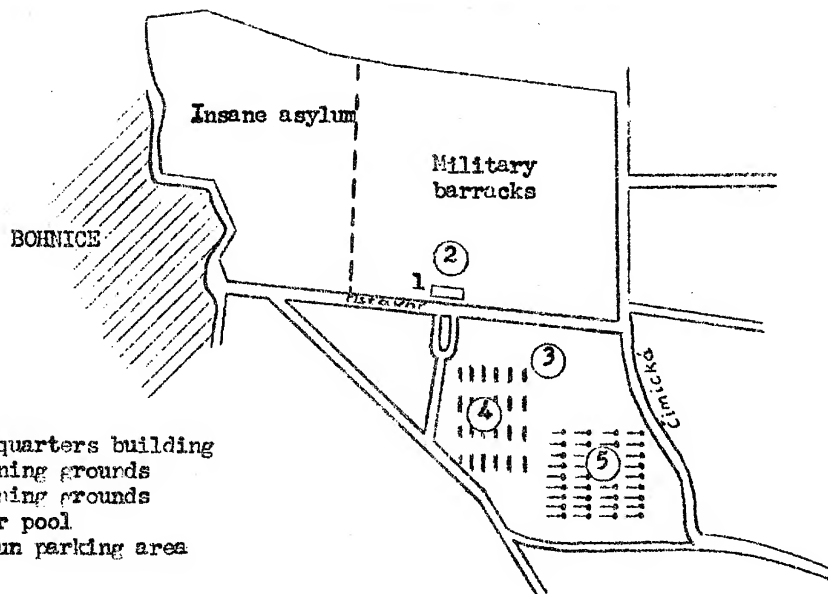 Insane asylum
Military
barracks
BOHNICE
2
1
3
Čimická
4
5
quarters building
ning grounds
ning grounds
r pool
un parking area